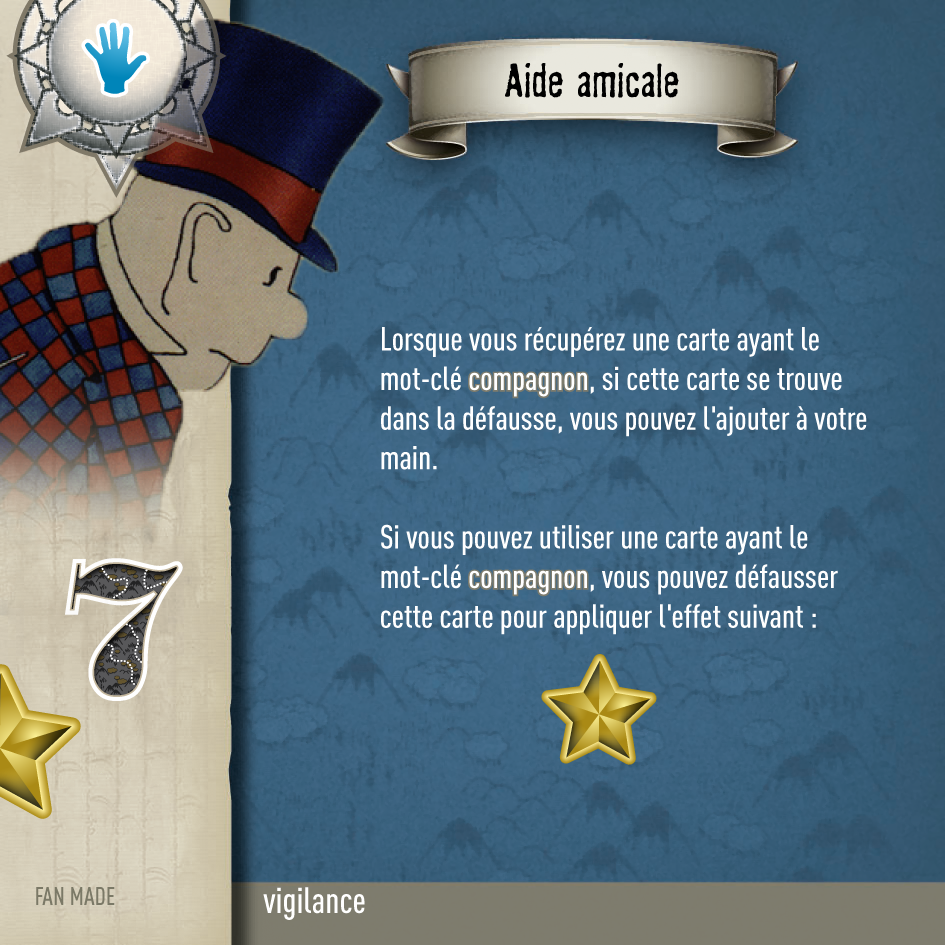 Aide amicale
Lorsque vous récupérez une carte ayant le
mot-clé compagnon, si cette carte se trouve
dans la défausse, vous pouvez l'ajouter à votre
main.
Si vous pouvez utiliser une carte ayant le
mot-clé compagnon, vous pouvez défausser
cette carte pour appliquer l'effet suivant :
7
FAN MADE
vigilance